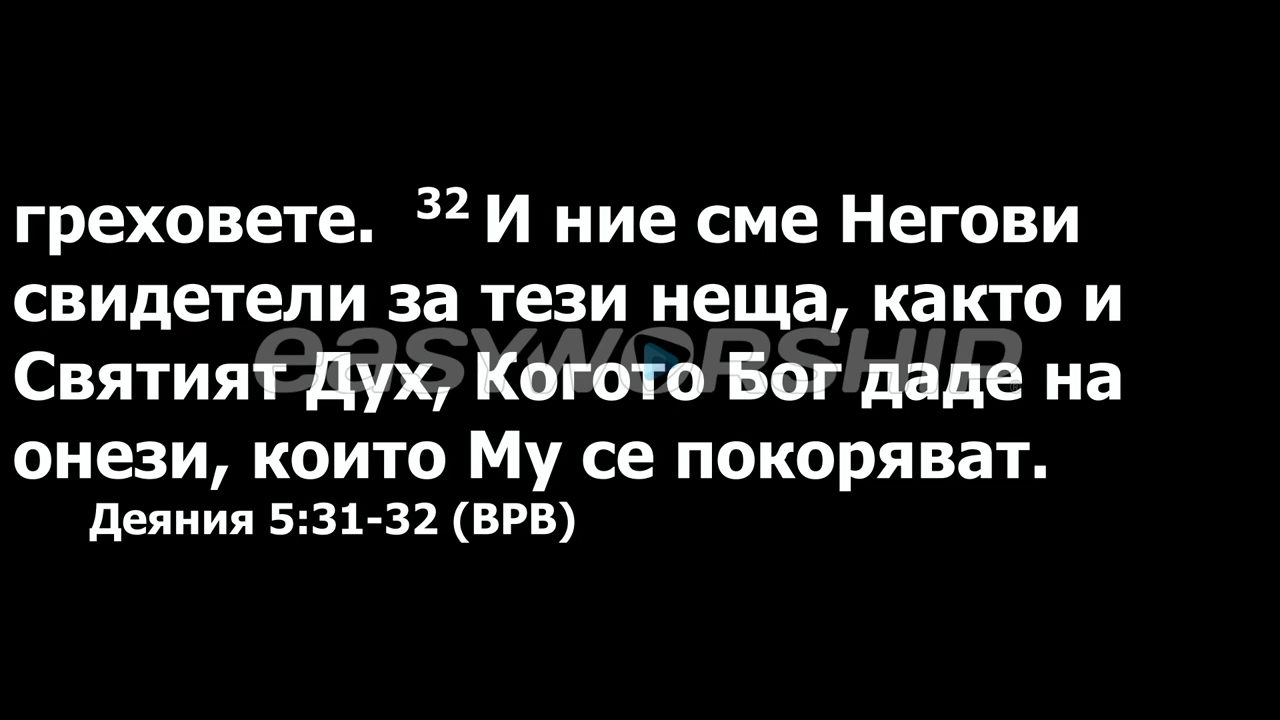 греховете. 32 И ние сме Негови
свидетели за тези неща, както и
Святият Дух, Когото Бог даде на
онези, които Му се покоряват.
Деяния 5:31-32 (ВРВ)
easyworship